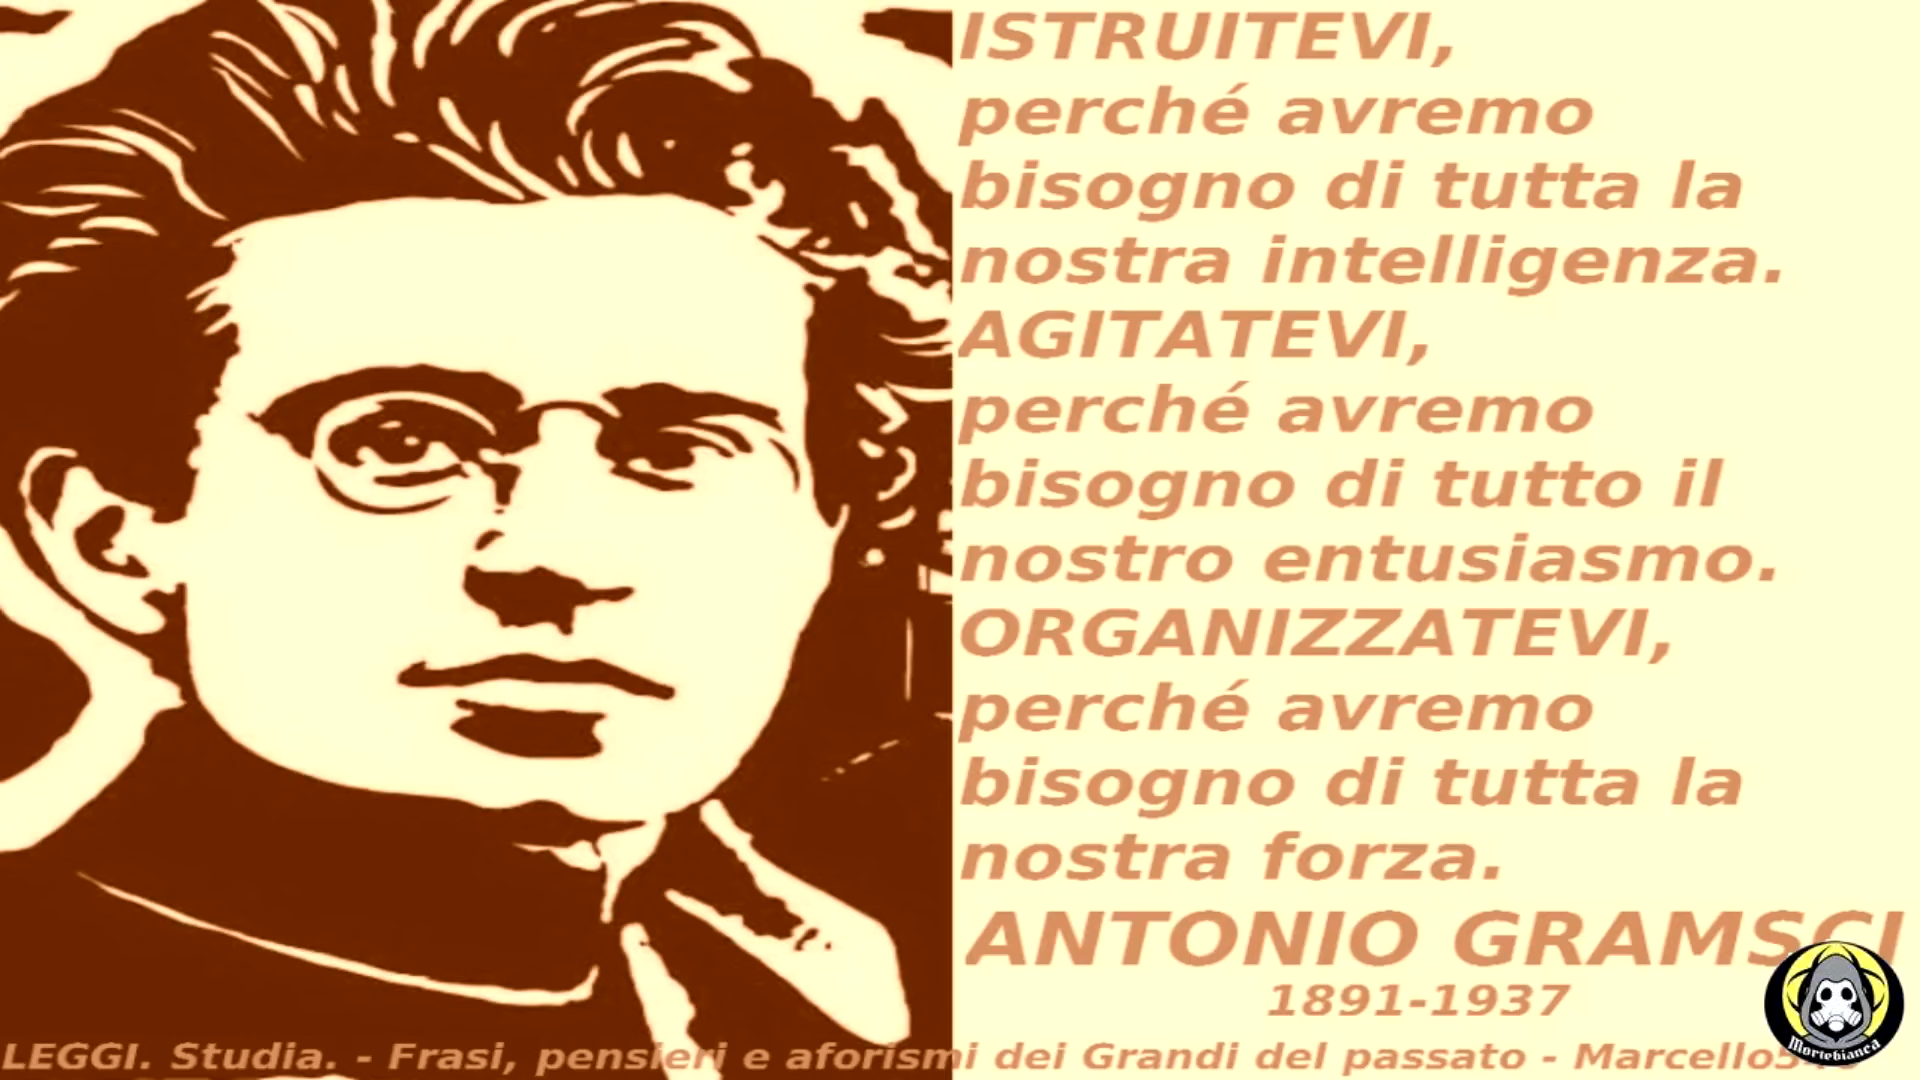 ISTRUITEVI,
perché avremo
bisogno di tutta la
nostra intelligenza.
AGITATEVI,
perché avremo
bisogno di tutto il
nostro entusiasmo.
ORGANIZZATEVI,
perché avremo
bisogno di tutta la
nostra forza.
ANTONIO GRAMSCI
1891-1937
LEGGI. Studia. - Frasi, pensieri e aforismi dei Grandi del passato -
Mortebianca